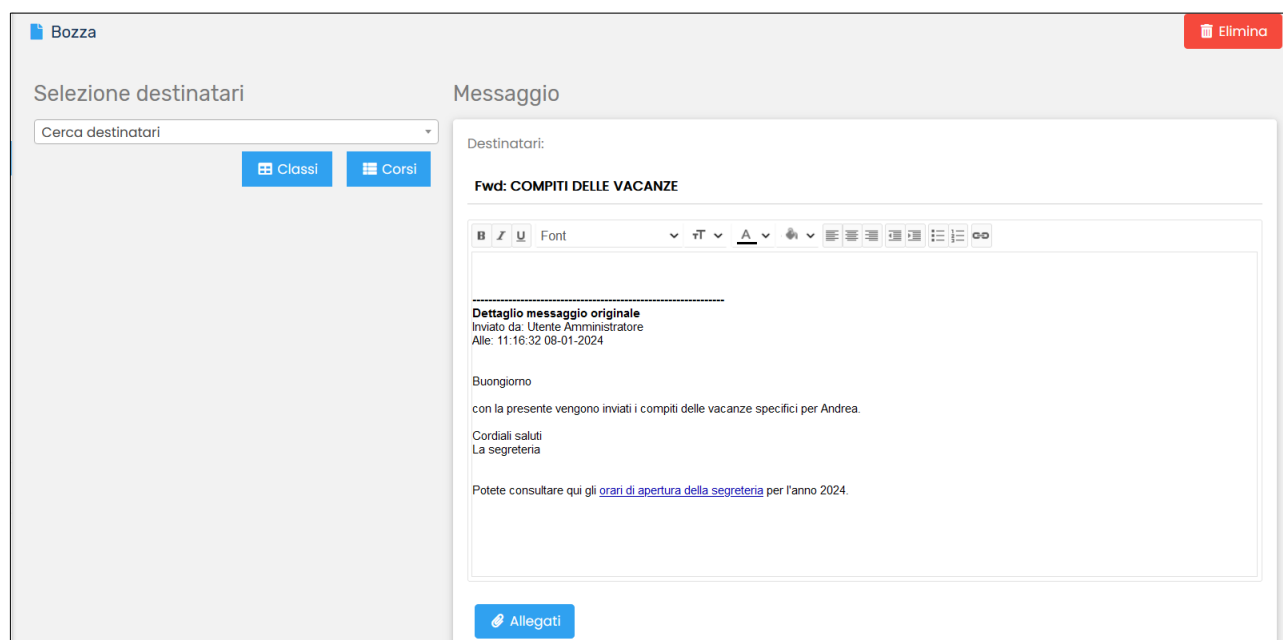 Bozza
Elimina
Selezione destinatari
Cerca destinatari
Classi
Corsi
Messaggio
Destinatari:
Fwd: COMPITI DELLE VACANZE
B I U Font TT A
---------------------------------------------------------------
Dettaglio messaggio originale
Inviato da: Utente Amministratore
Alle: 11:16:32 08-01-2024
Buongiorno
con la presente vengono inviati i compiti delle vacanze specifici per Andrea.
Cordiali saluti
La segreteria
Potete consultare qui gli orari di apertura della segreteria per l'anno 2024.
Allegati